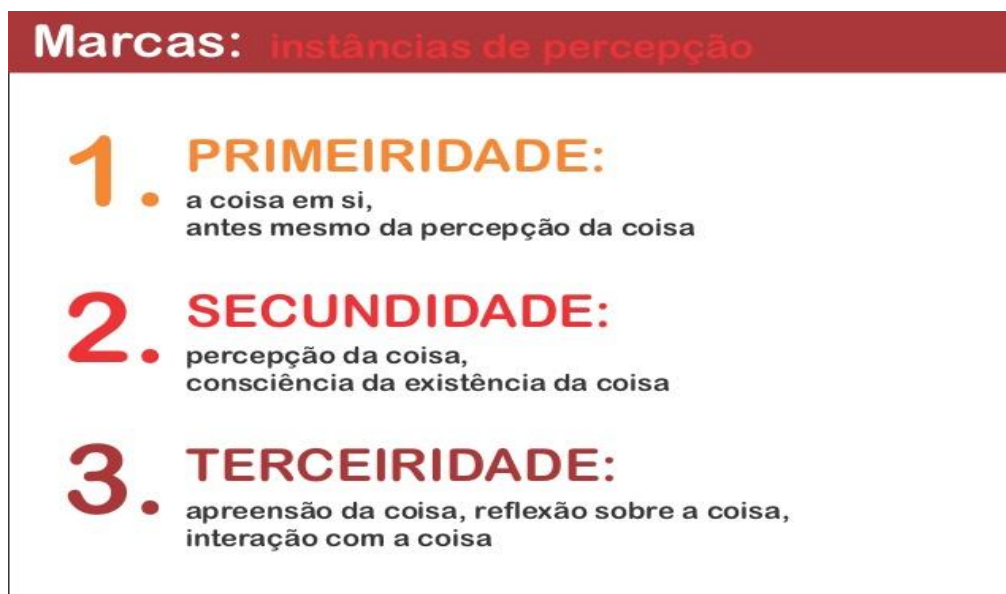 Marcas: instâncias de percepção
1. PRIMEIRIDADE:
a coisa em si,
antes mesmo da percepção da coisa
2. SECUNDIDADE:
percepção da coisa,
consciência da existência da coisa
3. TERCEIRIDADE:
apreensão da coisa, reflexão sobre a coisa,
interação com a coisa